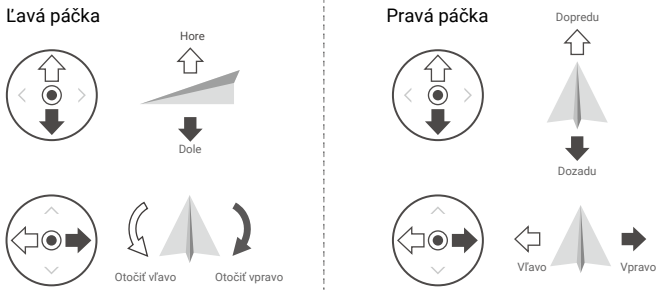 Ľavá páčka
Hore
Dole
Otočiť vľavo
Otočiť vpravo
Pravá páčka
Dopredu
Dozadu
Vľavo
Vpravo